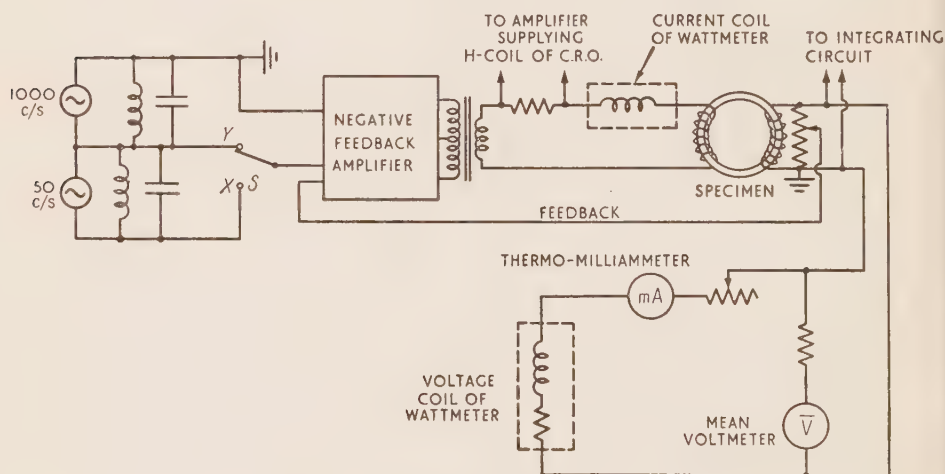 TO AMPLIFIER
SUPPLYING
H-COIL OF C.R.O.
CURRENT COIL
OF WATTMETER
TO INTEGRATING
CIRCUIT
1000
c/s
Y
NEGATIVE
FEEDBACK
AMPLIFIER
50
c/s
X S
SPECIMEN
FEEDBACK
THERMO-MILLIAMMETER
mA
VOLTAGE
COIL OF
WATTMETER
MEAN
VOLTMETER
V̅